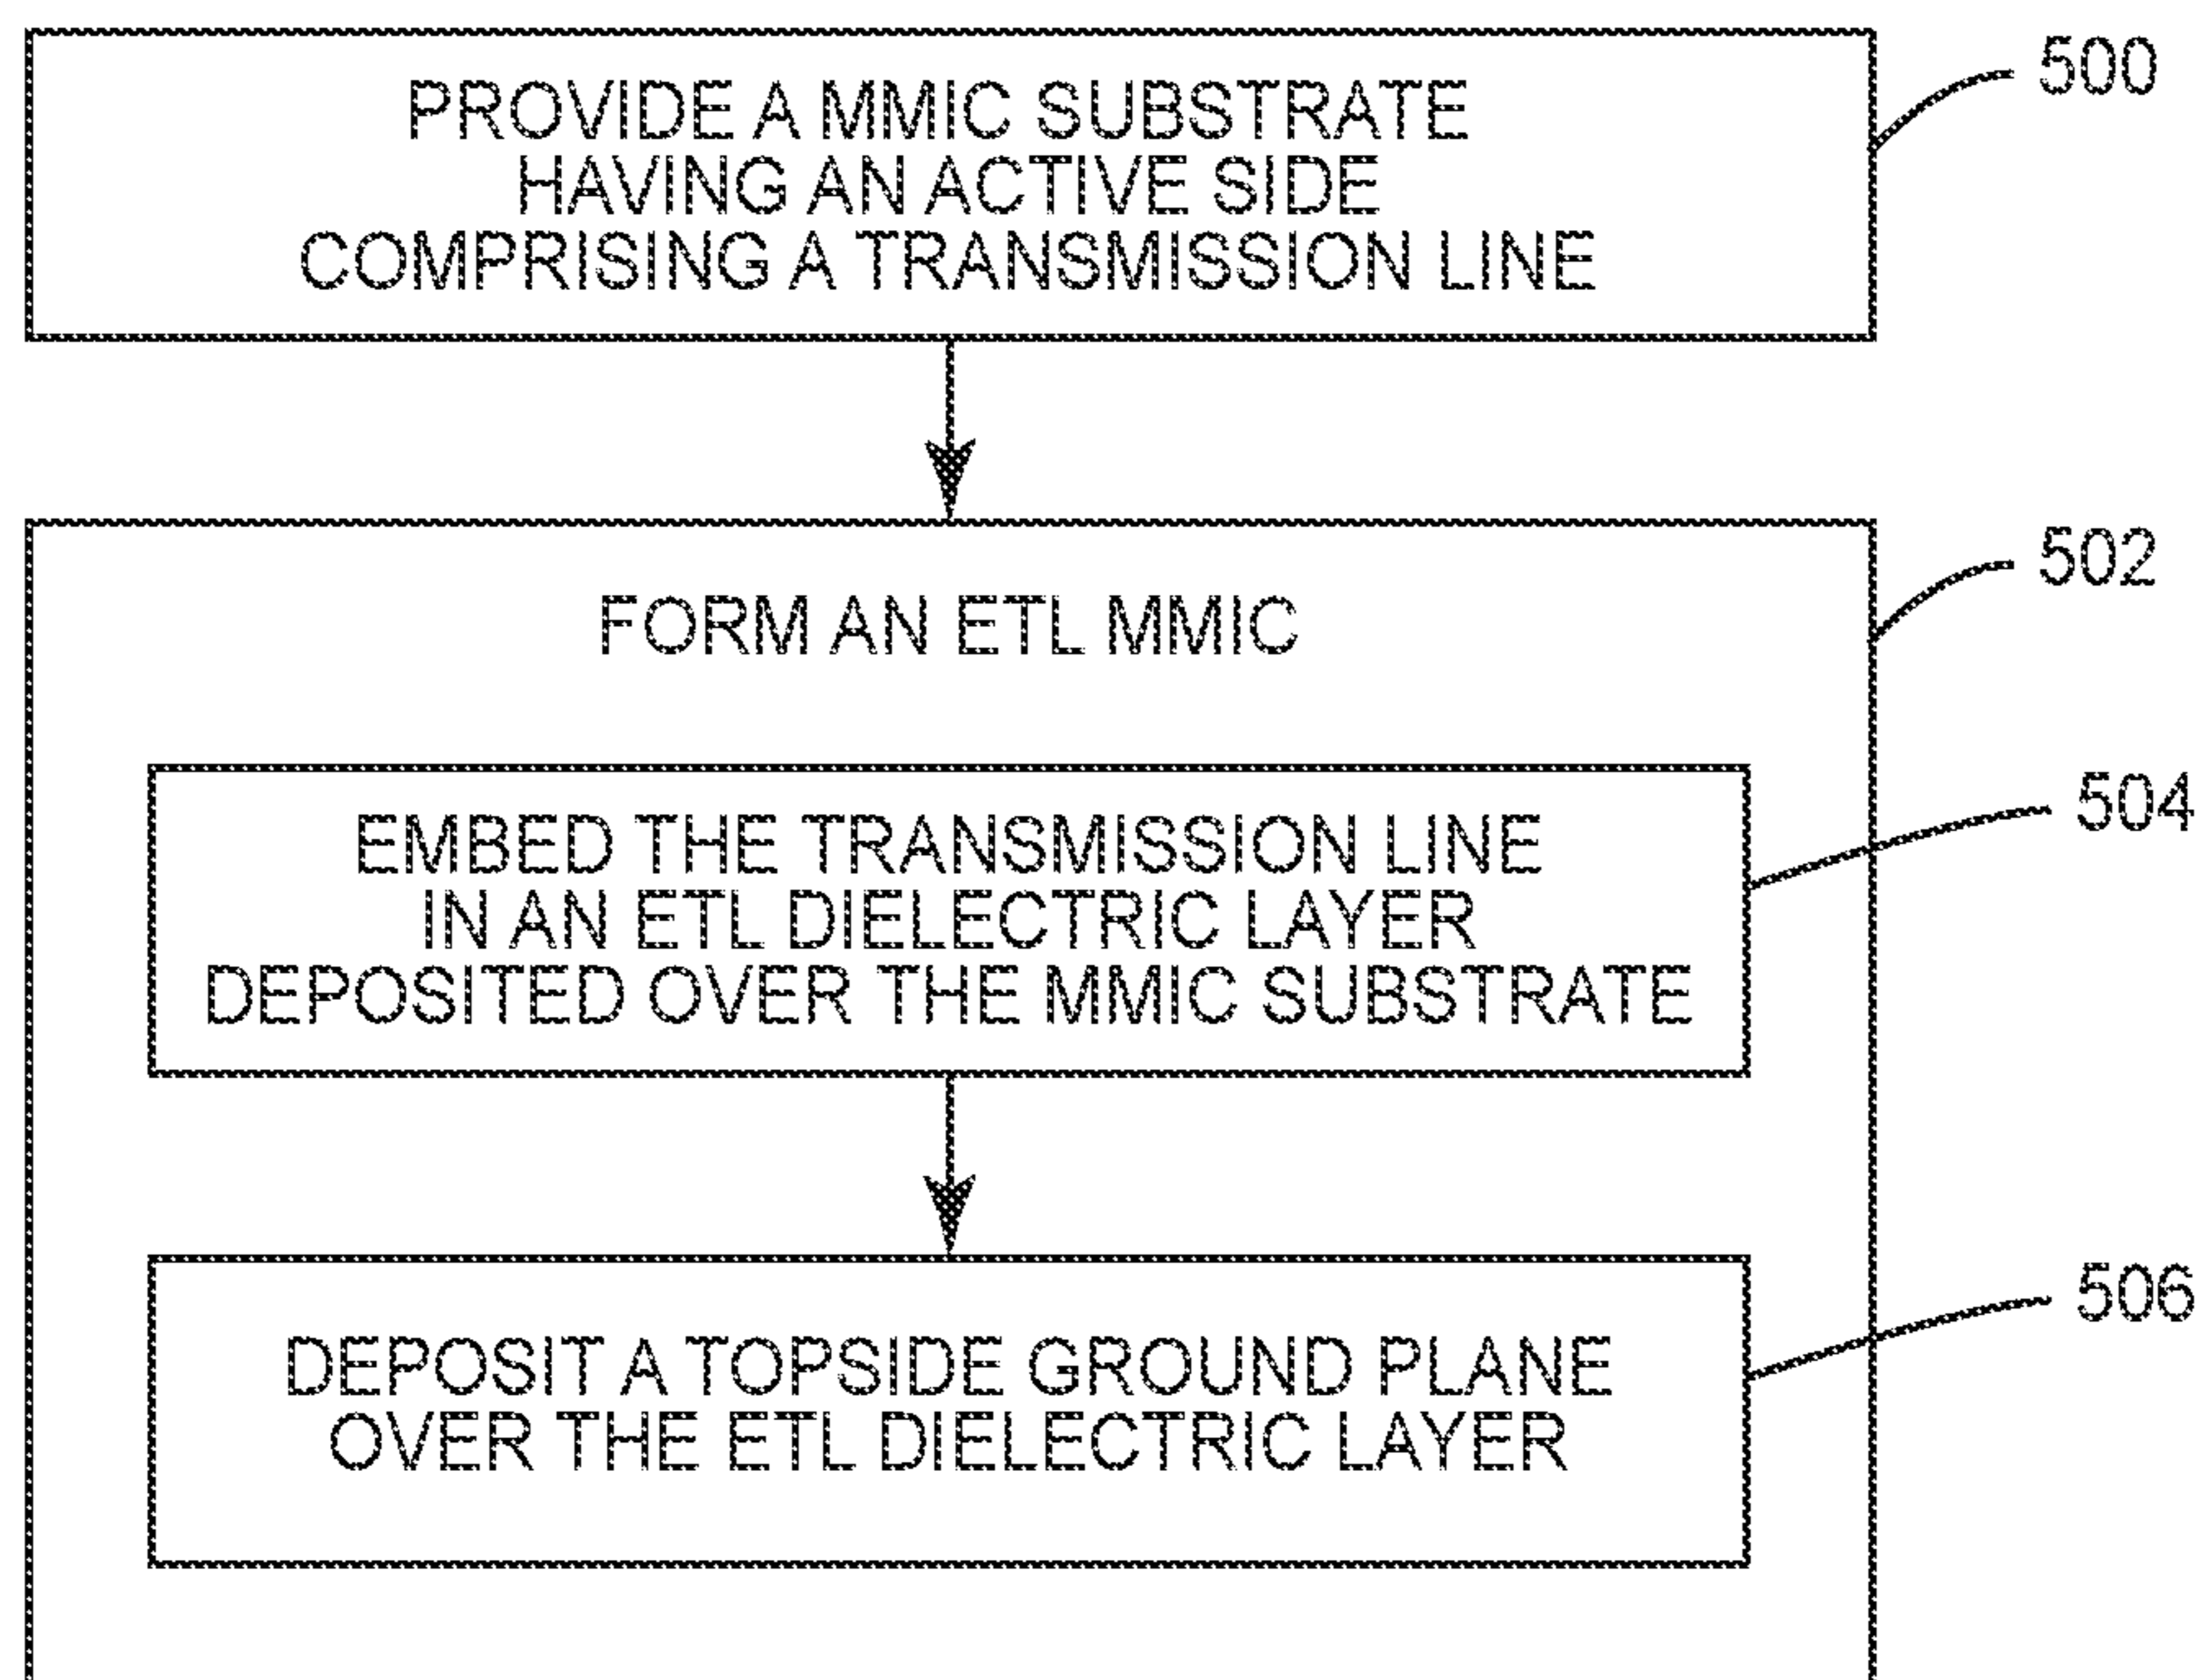 PROVIDE A MMIC SUBSTRATE
HAVING AN ACTIVE SIDE
COMPRISING A TRANSMISSION LINE
500
FORM AN ETL MMIC
502
EMBED THE TRANSMISSION LINE
IN AN ETL DIELECTRIC LAYER
DEPOSITED OVER THE MMIC SUBSTRATE
504
DEPOSIT A TOPSIDE GROUND PLANE
OVER THE ETL DIELECTRIC LAYER
506